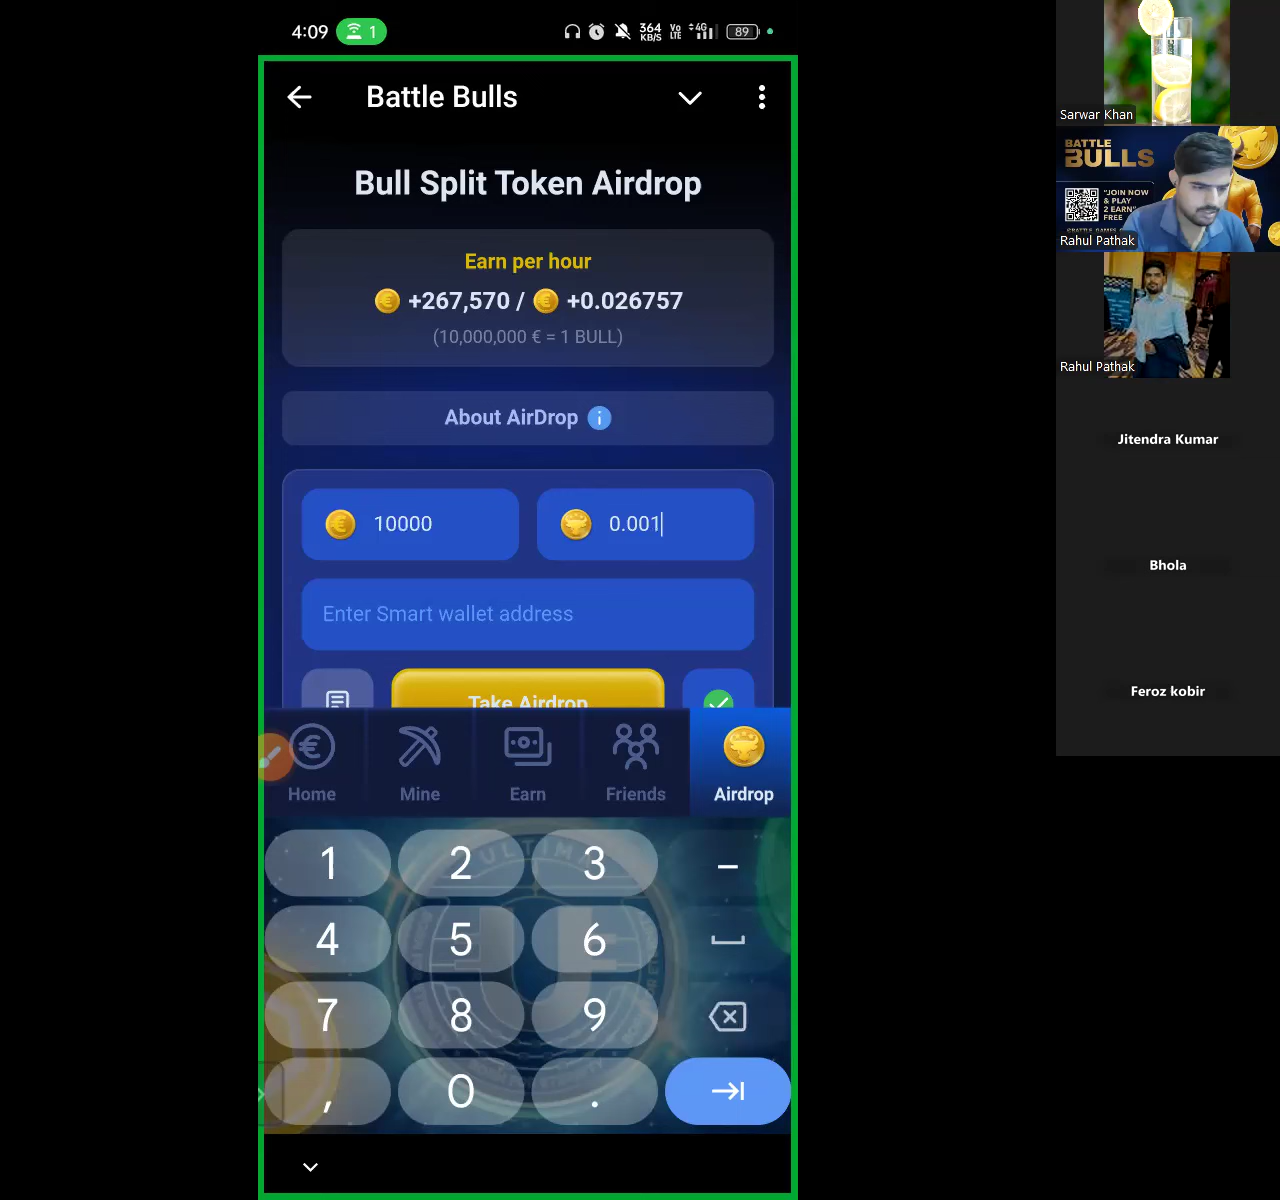 4:09
1
364
KB/S
Vo
LTE
4G
89
Battle Bulls
Bull Split Token Airdrop
Earn per hour
+267,570 / +0.026757
(10,000,000 € = 1 BULL)
About AirDrop
10000
0.001
Enter Smart wallet address
Take Airdrop
Home
Mine
Earn
Friends
Airdrop
1 2 3 –
4 5 6
7 8 9
, 0 .
Sarwar Khan
BATTLE
BULLS
"JOIN NOW
& PLAY
2 EARN"
FREE
Rahul Pathak
Rahul Pathak
Jitendra Kumar
Bhola
Feroz kobir